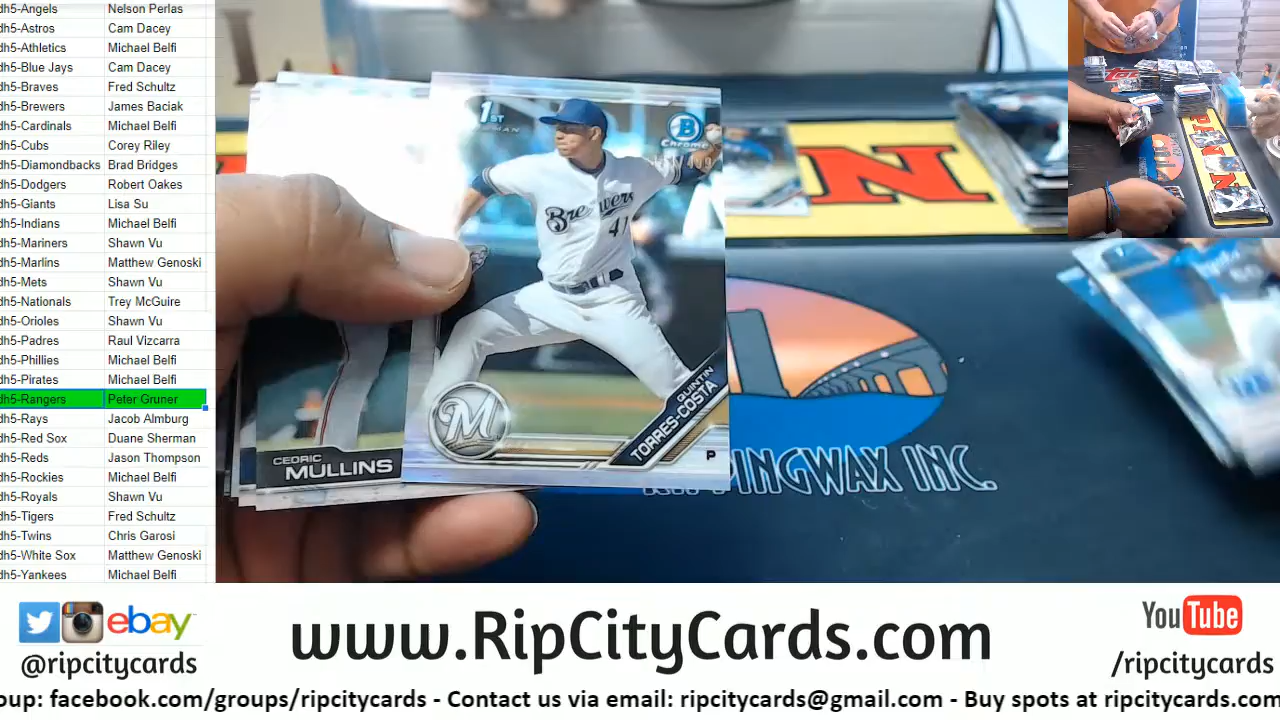 dh5-Angels Nelson Perlas
dh5-Astros Cam Dacey
dh5-Athletics Michael Belfi
dh5-Blue Jays Cam Dacey
dh5-Braves Fred Schultz
dh5-Brewers James Baciak
dh5-Cardinals Michael Belfi
dh5-Cubs Corey Riley
dh5-Diamondbacks Brad Bridges
dh5-Dodgers Robert Oakes
dh5-Giants Lisa Su
dh5-Indians Michael Belfi
dh5-Mariners Shawn Vu
dh5-Marlins Matthew Genoski
dh5-Mets Shawn Vu
dh5-Nationals Trey McGuire
dh5-Orioles Shawn Vu
dh5-Padres Raul Vizcarra
dh5-Phillies Michael Belfi
dh5-Pirates Michael Belfi
dh5-Rangers Peter Gruner
dh5-Rays Jacob Almburg
dh5-Red Sox Duane Sherman
dh5-Reds Jason Thompson
dh5-Rockies Michael Belfi
dh5-Royals Shawn Vu
dh5-Tigers Fred Schultz
dh5-Twins Chris Garosi
dh5-White Sox Matthew Genoski
dh5-Yankees Michael Belfi
1ST
B
Chrome
Brewers
41
M
QUINTIN
TORRES-COSTA
P
CEDRIC
MULLINS
N
PINGWAX INC.
ebay
@ripcitycards
www.RipCityCards.com
YouTube
/ripcitycards
oup: facebook.com/groups/ripcitycards - Contact us via email: ripcitycards@gmail.com - Buy spots at ripcitycards.com